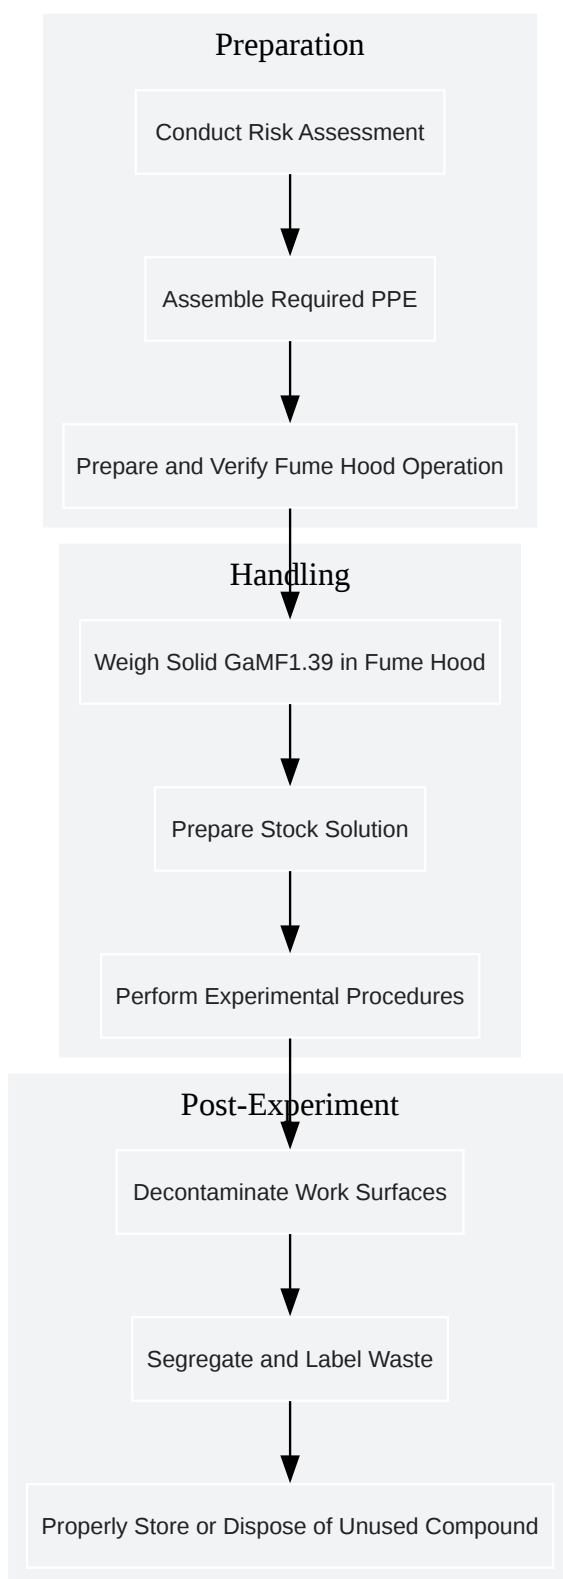 Preparation
Conduct Risk Assessment
Assemble Required PPE
Prepare and Verify Fume Hood Operation
Handling
Weigh Solid GaMF1.39 in Fume Hood
Prepare Stock Solution
Perform Experimental Procedures
Post-Experiment
Decontaminate Work Surfaces
Segregate and Label Waste
Properly Store or Dispose of Unused Compound